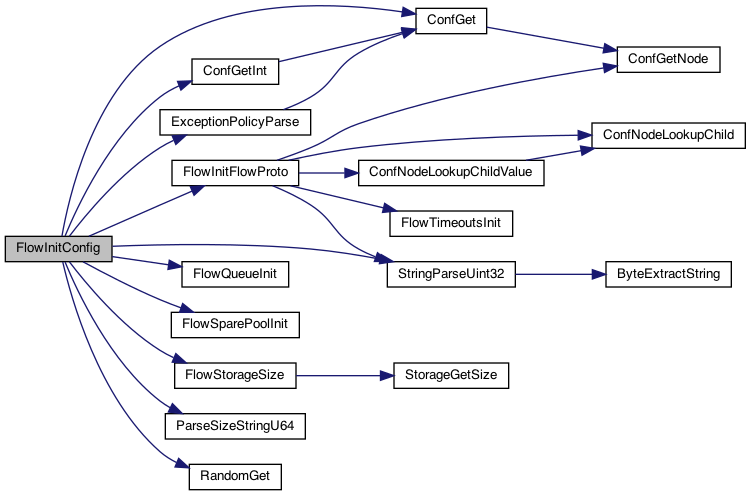 ConfGet
ConfGetNode
ConfGetInt
ExceptionPolicyParse
ConfNodeLookupChild
FlowInitFlowProto
ConfNodeLookupChildValue
FlowTimeoutsInit
FlowInitConfig
FlowQueueInit
StringParseUint32
ByteExtractString
FlowSparePoolInit
FlowStorageSize
StorageGetSize
ParseSizeStringU64
RandomGet